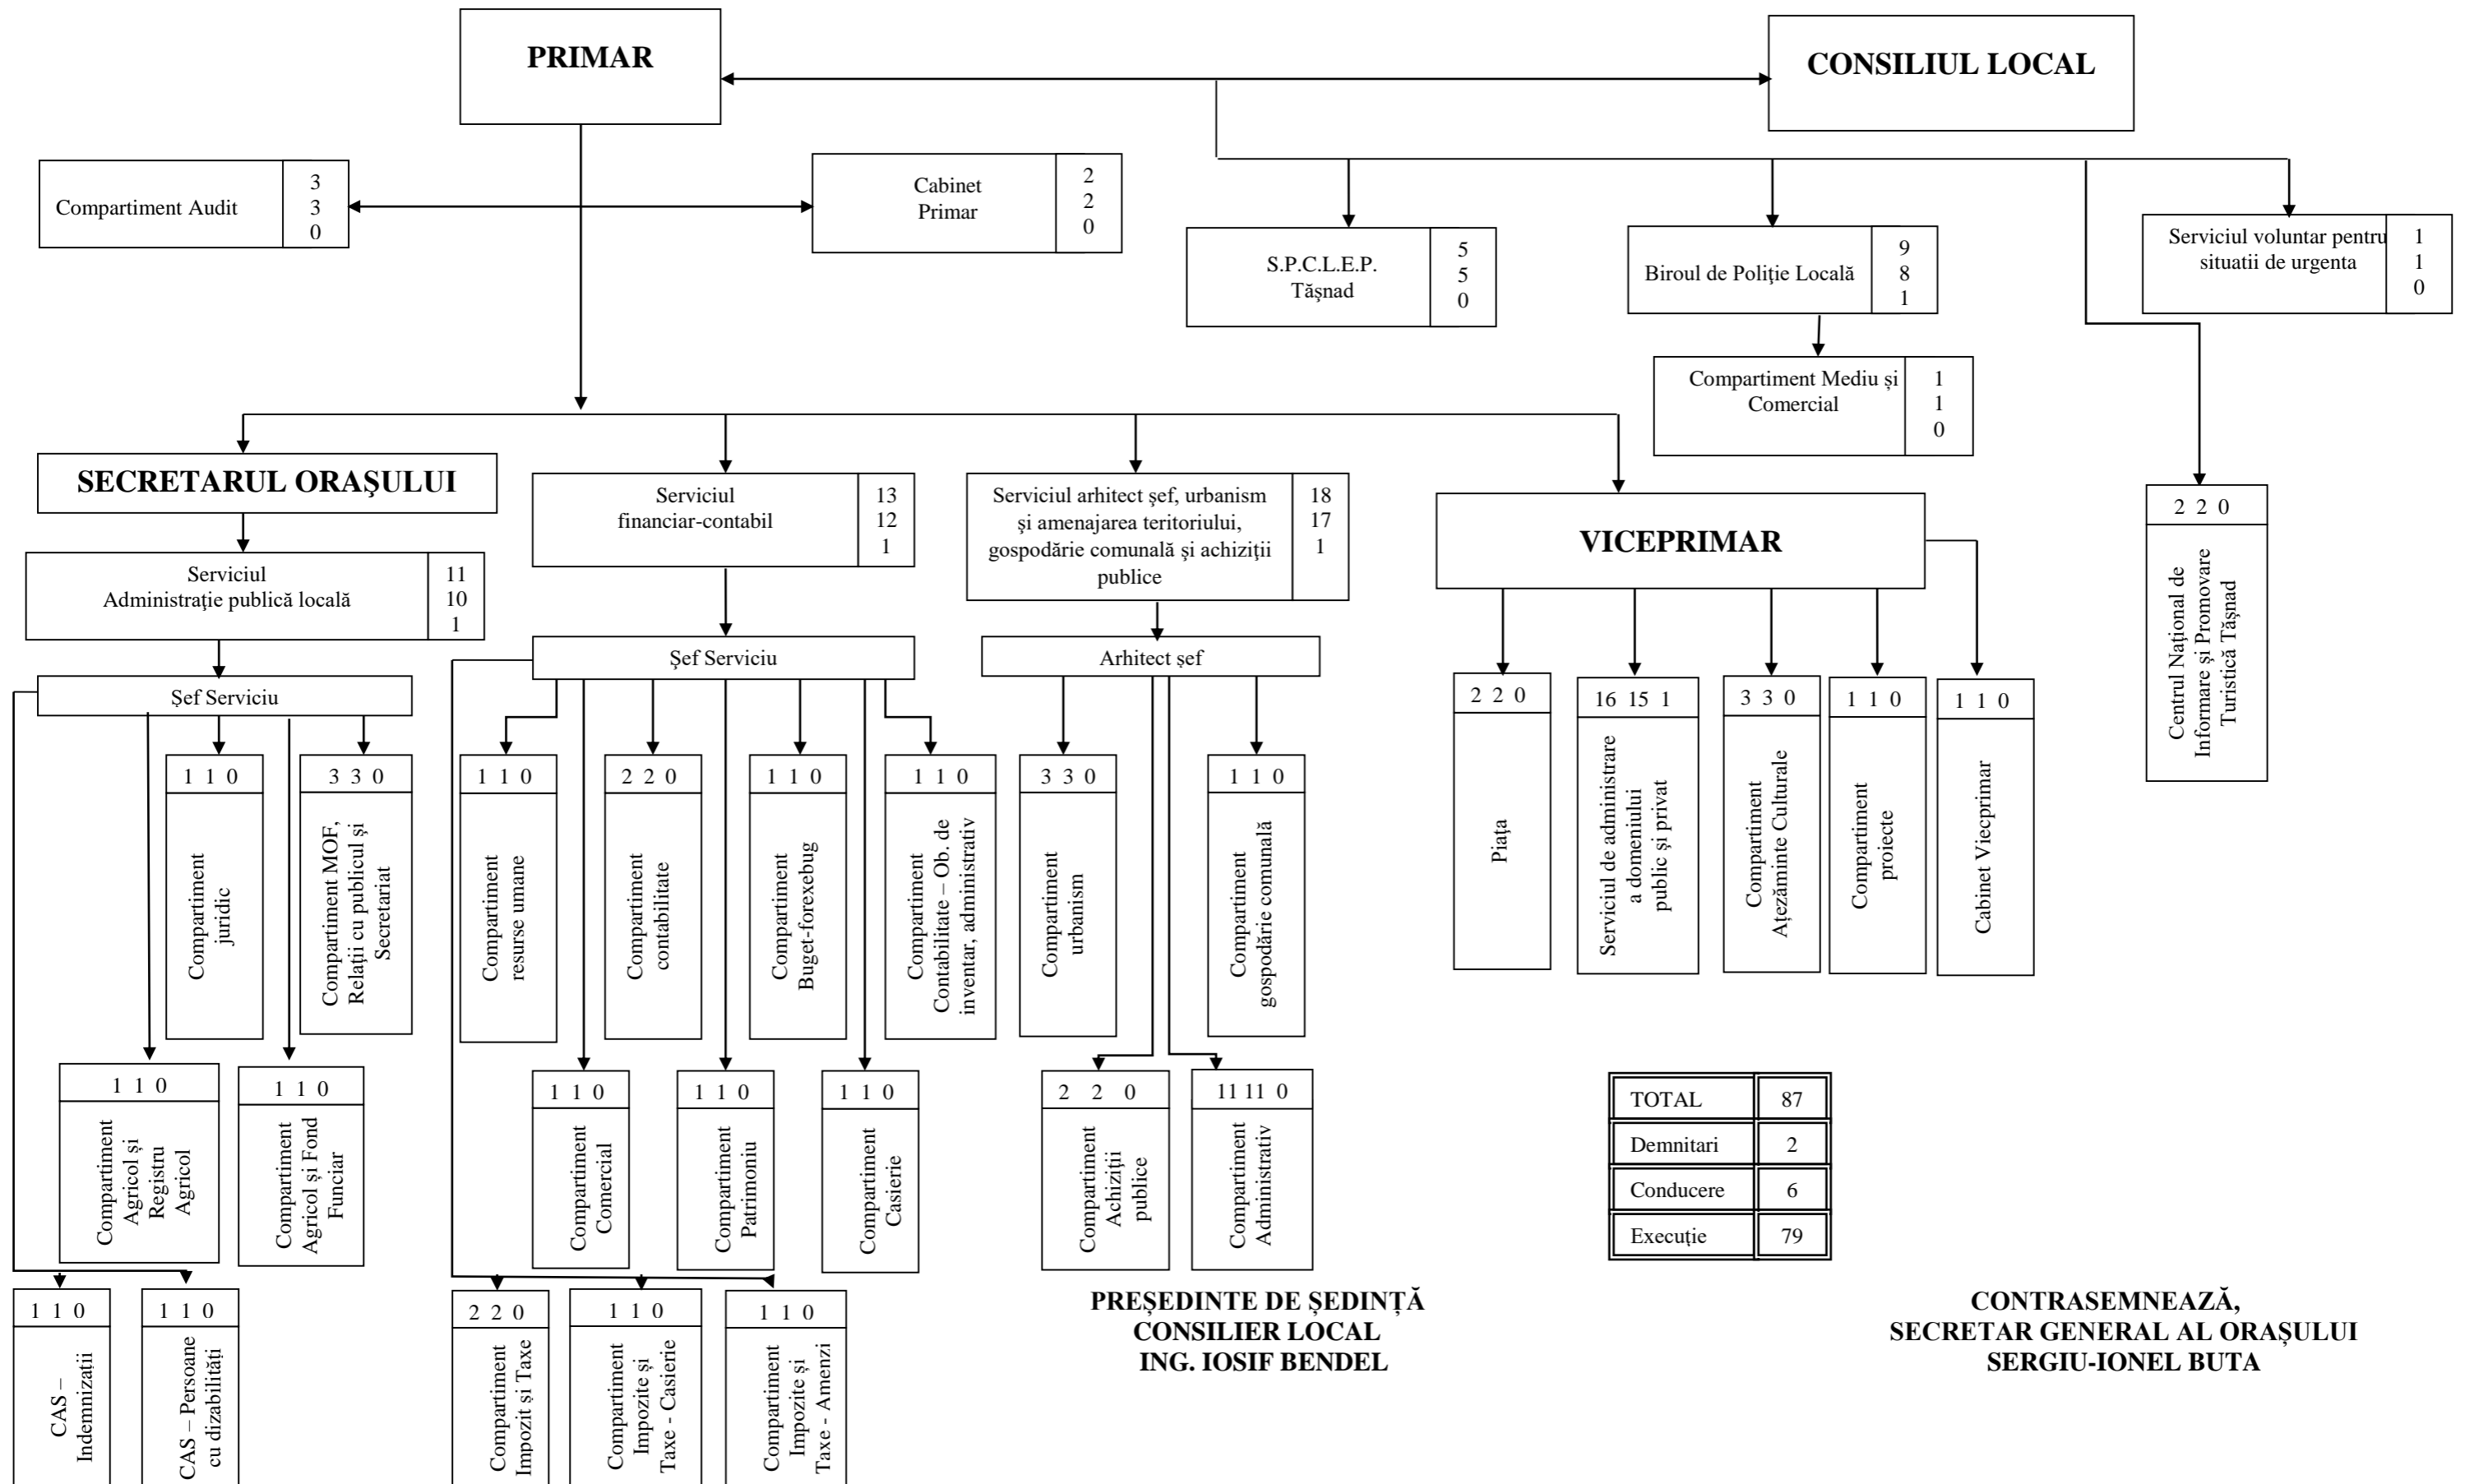 PRIMAR
CONSILIUL LOCAL
Compartiment Audit
3
3
0
Cabinet
Primar
2
2
0
S.P.C.L.E.P.
Tăşnad
5
5
0
Biroul de Poliţie Locală
9
8
1
Serviciul voluntar pentru
situatii de urgenta
1
1
0
Compartiment Mediu și
Comercial
1
1
0
SECRETARUL ORAŞULUI
Serviciul
financiar-contabil
13
12
1
Serviciul arhitect şef, urbanism
şi amenajarea teritoriului,
gospodărie comunală şi achiziţii
publice
18
17
1
VICEPRIMAR
2 2 0
Centrul Naţional de
Informare şi Promovare
Turistică Tăşnad
Serviciul
Administraţie publică locală
11
10
1
Şef Serviciu
Şef Serviciu
Arhitect şef
2 2 0
Piaţa
16 15 1
Serviciul de administrare
a domeniului
public şi privat
3 3 0
Compartiment
Aţezăminte Culturale
1 1 0
Compartiment
proiecte
1 1 0
Cabinet Viecprimar
1 1 0
Compartiment
juridic
3 3 0
Compartiment MOF,
Relaţii cu publicul şi
Secretariat
1 1 0
Compartiment
resurse umane
2 2 0
Compartiment
contabilitate
1 1 0
Compartiment
Buget-forexebug
1 1 0
Compartiment
Contabilitate – Ob. de
inventar, administrativ
3 3 0
Compartiment
urbanism
1 1 0
Compartiment
gospodărie comunală
1 1 0
Compartiment
Agricol și
Registru
Agricol
1 1 0
Compartiment
Agricol și Fond
Funciar
1 1 0
Compartiment
Comercial
1 1 0
Compartiment
Patrimoniu
1 1 0
Compartiment
Casierie
2 2 0
Compartiment
Achiziţii
publice
11 11 0
Compartiment
Administrativ
TOTAL 87
Demnitari 2
Conducere 6
Execuție 79
1 1 0
CAS –
Indemnizații
1 1 0
CAS – Persoane
cu dizabilități
2 2 0
Compartiment
Impozit și Taxe
1 1 0
Compartiment
Impozite și
Taxe - Casierie
1 1 0
Compartiment
Impozite și
Taxe - Amenzi
PREȘEDINTE DE ȘEDINȚĂ
CONSILIER LOCAL
ING. IOSIF BENDEL
CONTRASEMNEAZĂ,
SECRETAR GENERAL AL ORAȘULUI
SERGIU-IONEL BUTA